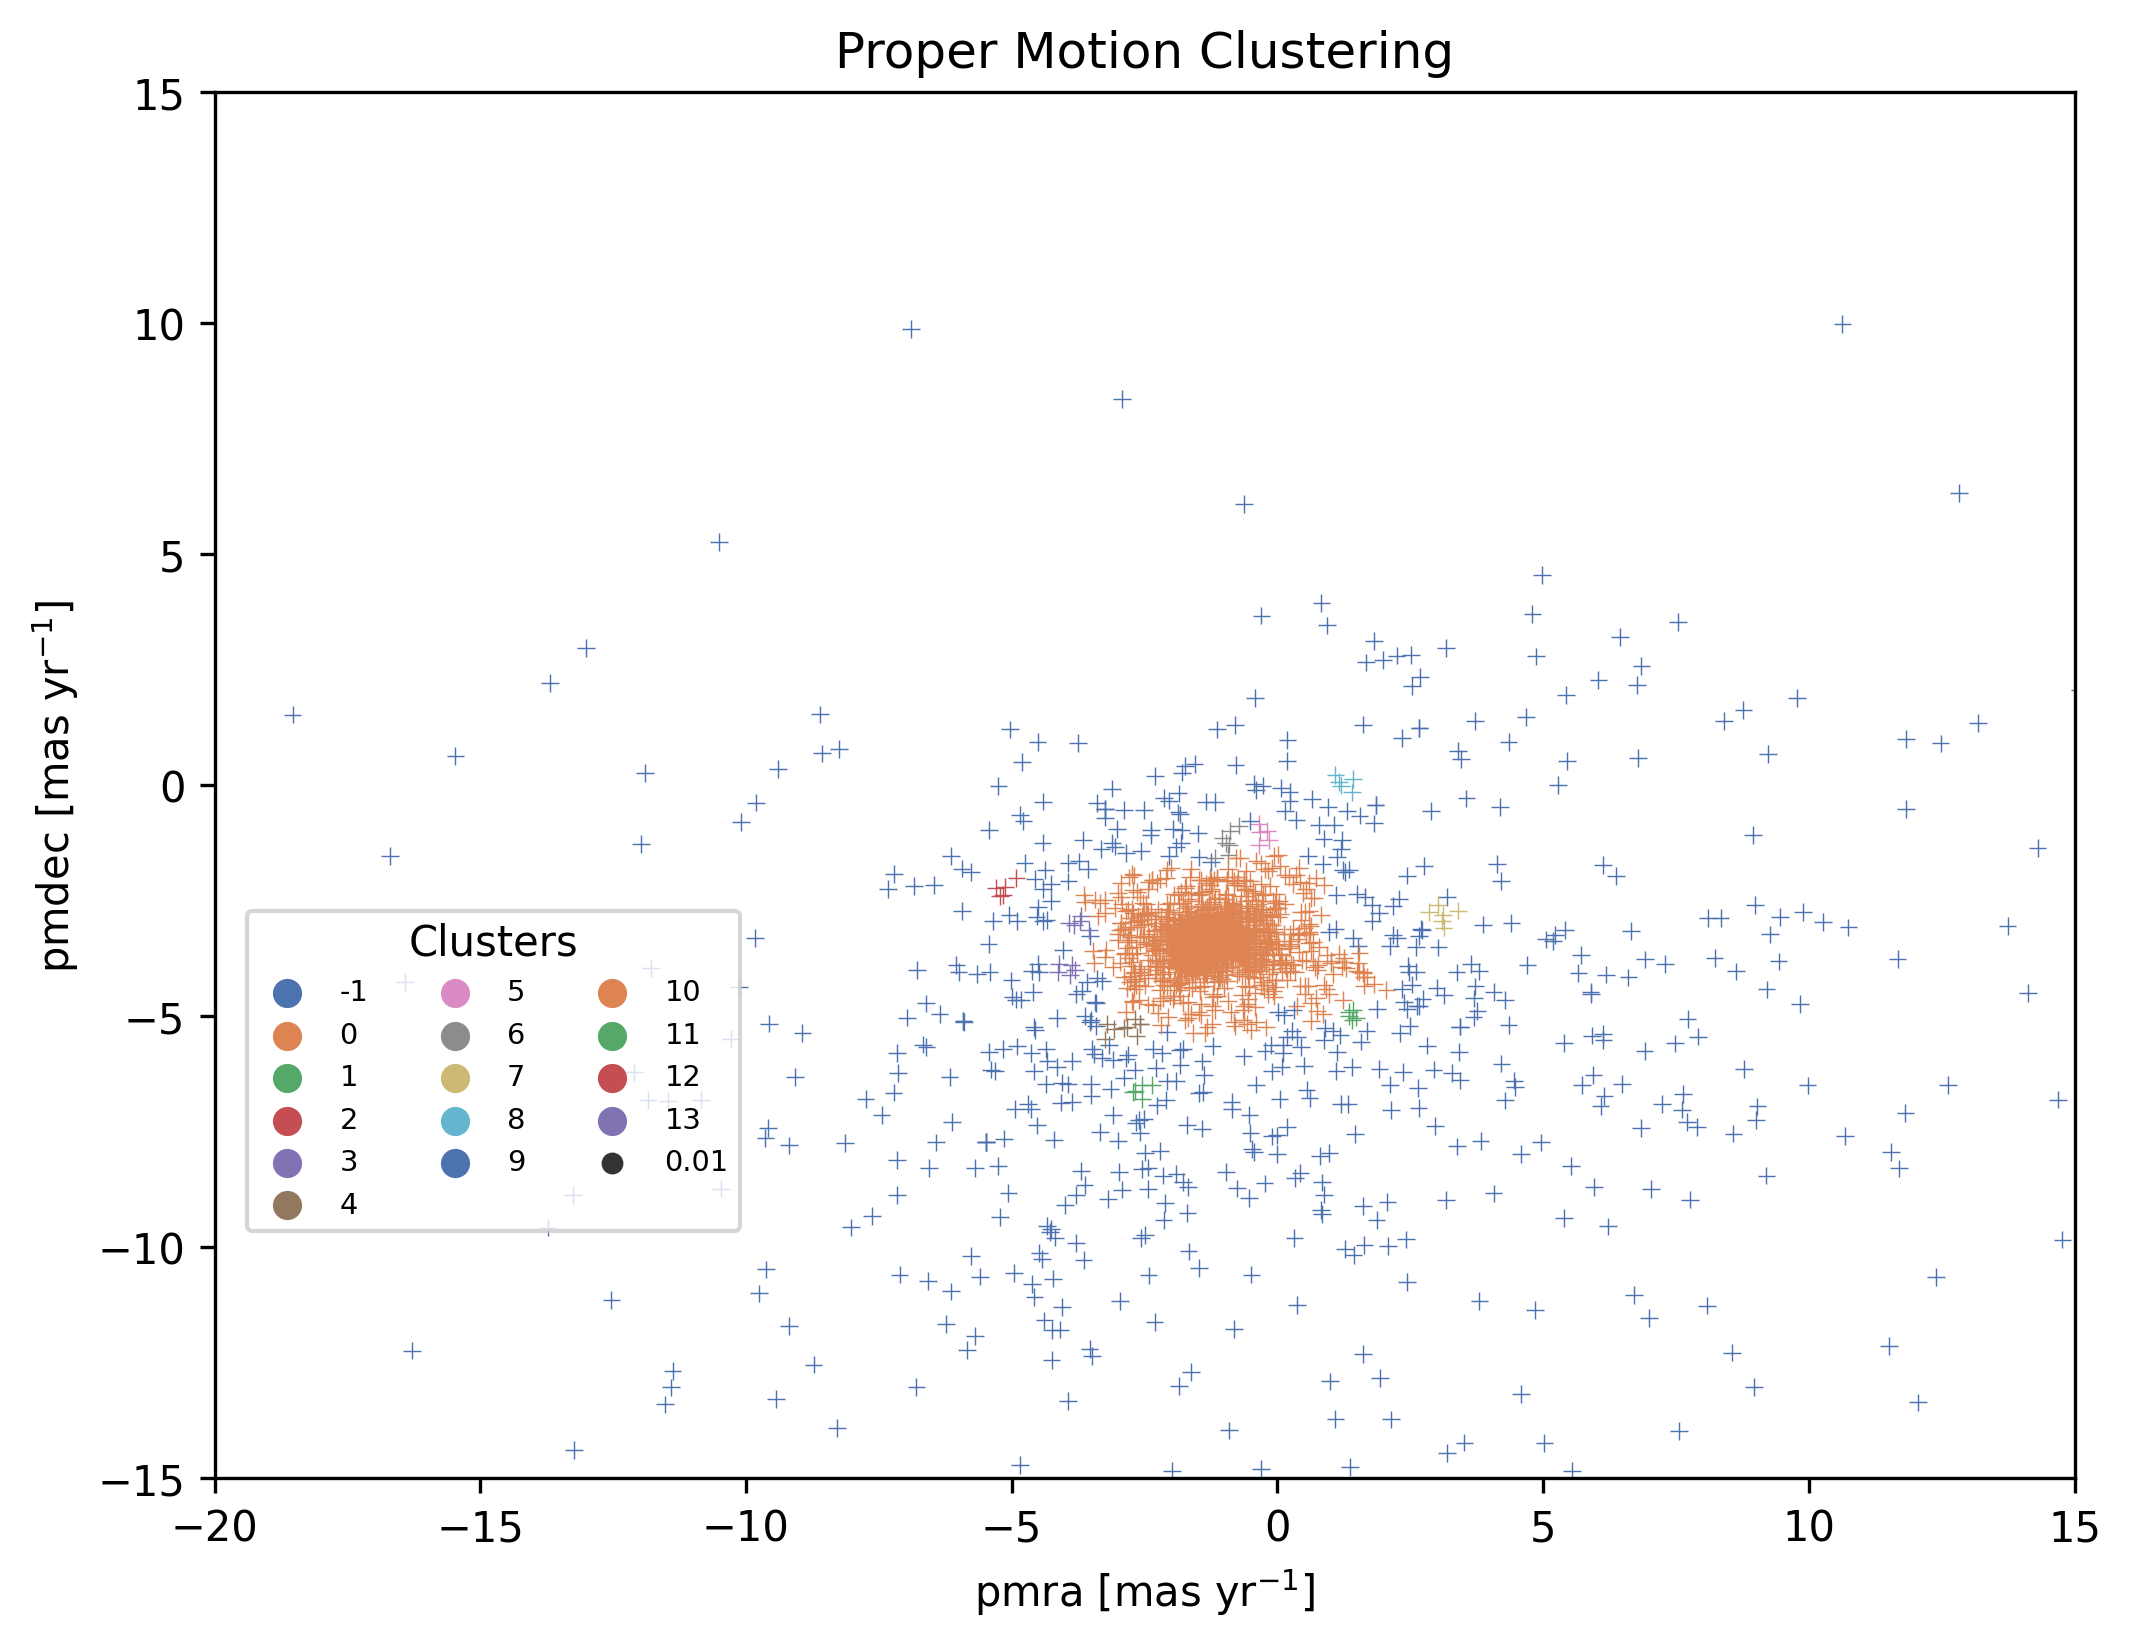 Proper Motion Clustering
15
10
5
0
−5
−10
−15
pmdec [mas yr⁻¹]
Clusters
-1 5 10
0 6 11
1 7 12
2 8 13
3 9 0.01
4
−20 −15 −10 −5 0 5 10 15
pmra [mas yr⁻¹]